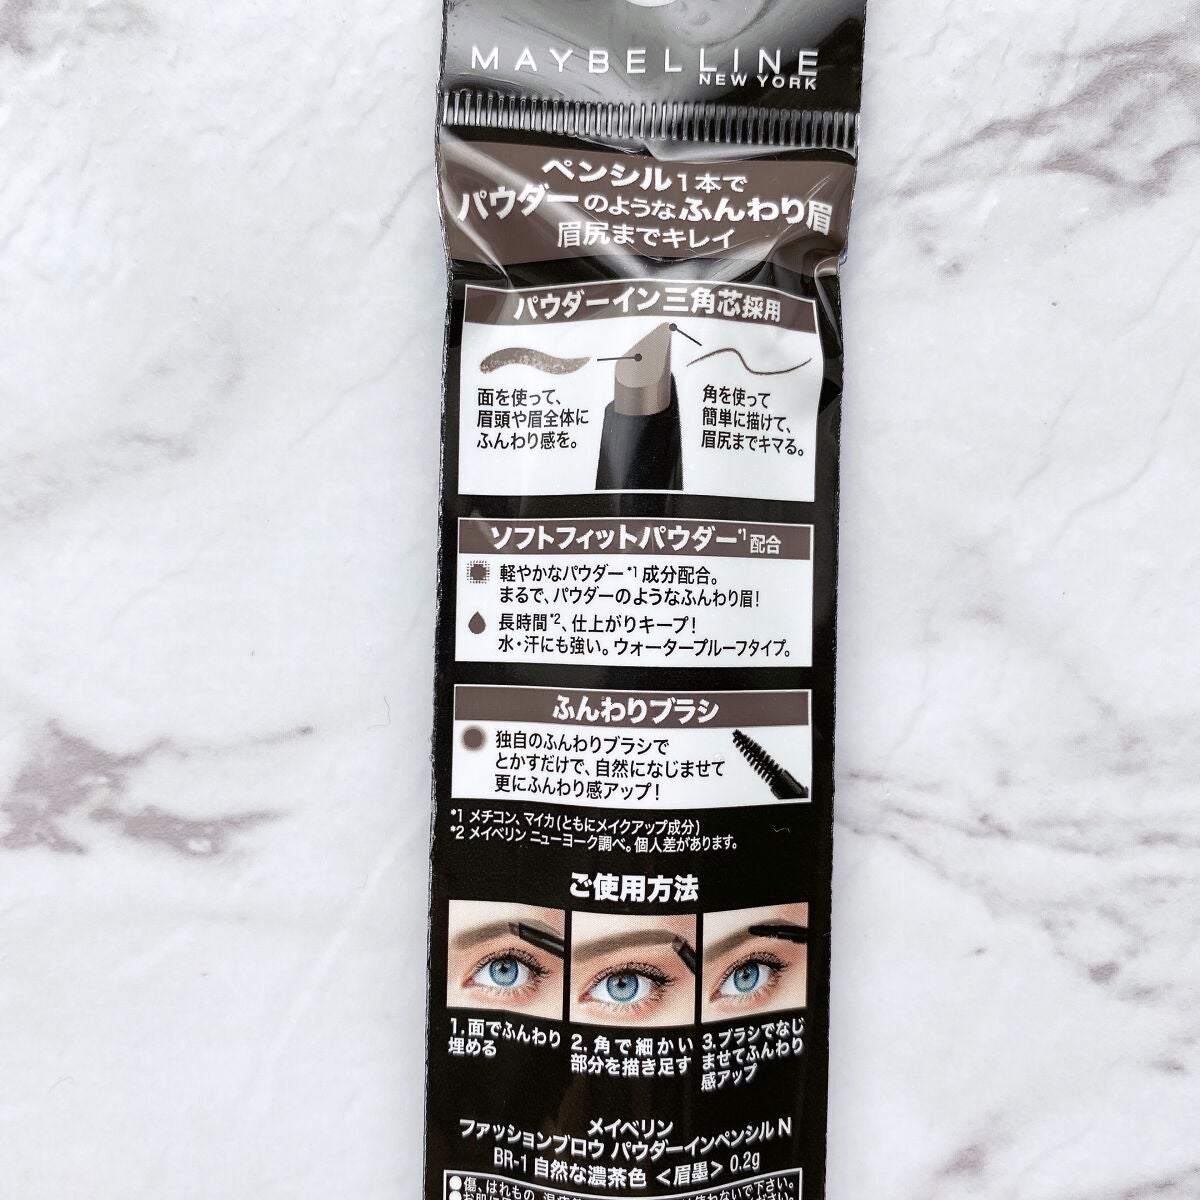 MAYBELLINE
NEW YORK
ペンシル1本で
パウダーのようなふんわり眉
眉尻までキレイ
パウダーイン三角芯採用
面を使って、
眉頭や眉全体に
ふんわり感を。
角を使って
簡単に描けて、
眉尻までキマる。
ソフトフィットパウダー*1配合
軽やかなパウダー*1成分配合。
まるで、パウダーのようなふんわり眉!
長時間*2、仕上がりキープ!
水・汗にも強い。ウォータープルーフタイプ。
ふんわりブラシ
独自のふんわりブラシで
とかすだけで、自然になじませて
更にふんわり感アップ!
*1 メチコン、マイカ(ともにメイクアップ成分)
*2 メイベリン ニューヨーク調べ。個人差があります。
ご使用方法
1.面でふんわり
埋める
2.角で細かい
部分を描き足す
3.ブラシでなじ
ませてふんわり
感アップ
メイベリン
ファッションブロウ パウダーインペンシル N
BR-1 自然な濃茶色 <眉墨> 0.2g
●傷、はれもの、湿疹
使わないで下さい。